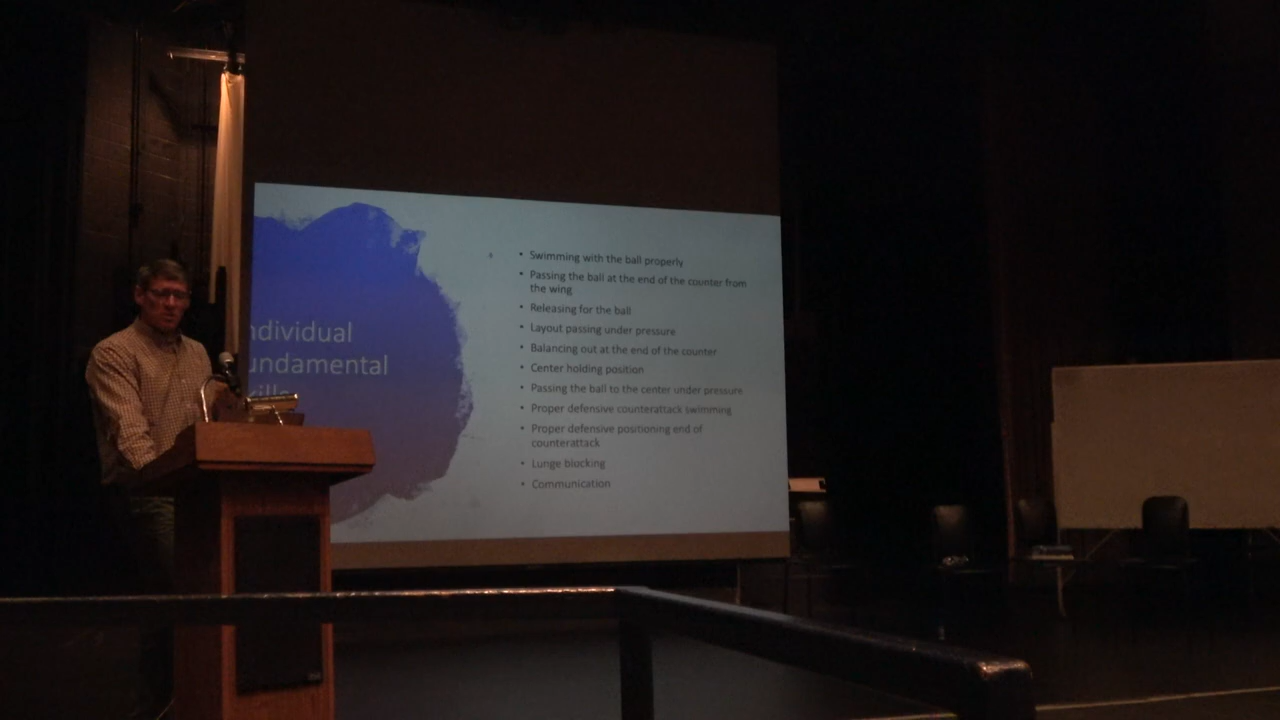 ndividual
undamental
kills
• Swimming with the ball properly
• Passing the ball at the end of the counter from
the wing
• Releasing for the ball
• Layout passing under pressure
• Balancing out at the end of the counter
• Center holding position
• Passing the ball to the center under pressure
• Proper defensive counterattack swimming
• Proper defensive positioning end of
counterattack
• Lunge blocking
• Communication